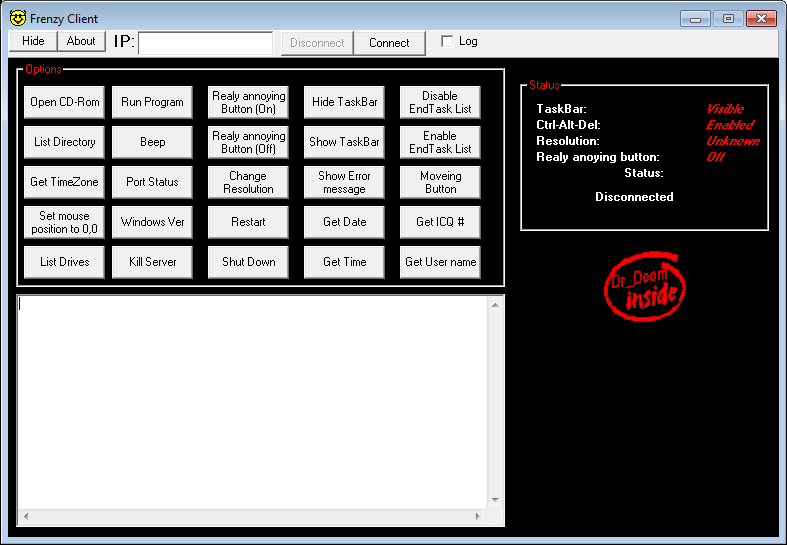 Frenzy Client
Hide About IP: Disconnect Connect Log
Options
Open CD-Rom
Run Program
Realy annoying
Button (On)
Hide TaskBar
Disable
EndTask List
List Directory
Beep
Realy annoying
Button (Off)
Show TaskBar
Enable
EndTask List
Get TimeZone
Port Status
Change
Resolution
Show Error
message
Moveing
Button
Set mouse
position to 0,0
Windows Ver
Restart
Get Date
Get ICQ #
List Drives
Kill Server
Shut Down
Get Time
Get User name
Status
TaskBar: Visible
Ctrl-Alt-Del: Enabled
Resolution: Unknown
Realy anoying button: Off
Status:
Disconnected
Dr_Doom
inside